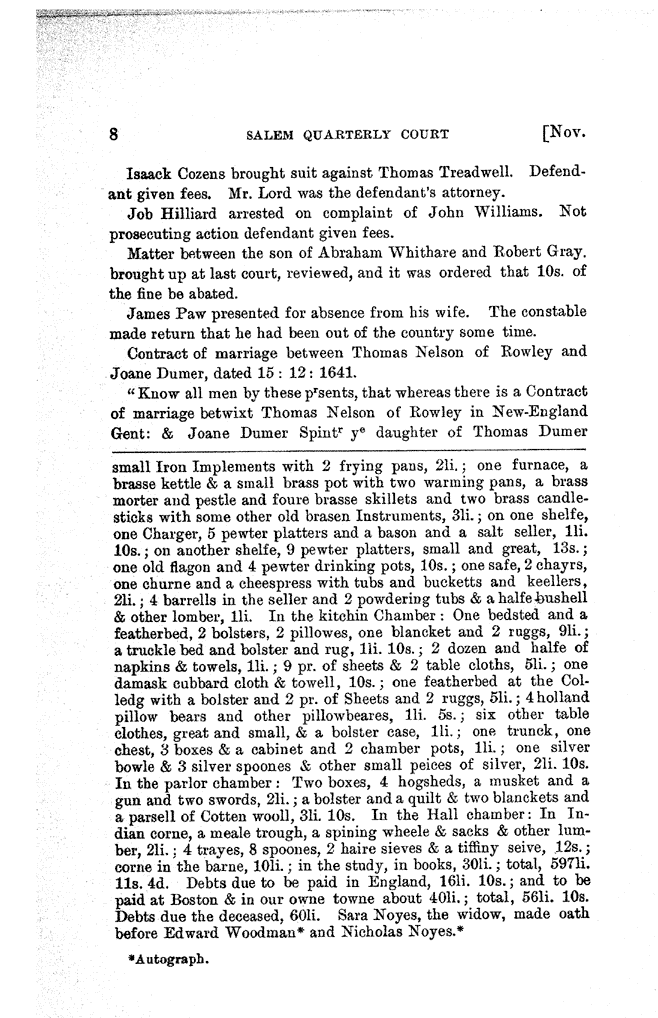 8 SALEM QUARTERLY COURT [Nov.
Isaack Cozens brought suit against Thomas Treadwell. Defend-
ant given fees. Mr. Lord was the defendant's attorney.
Job Hilliard arrested on complaint of John Williams. Not
prosecuting action defendant given fees.
Matter between the son of Abraham Whithare and Robert Gray,
brought up at last court, reviewed, and it was ordered that 10s. of
the fine be abated.
James Paw presented for absence from his wife. The constable
made return that he had been out of the country some time.
Contract of marriage between Thomas Nelson of Rowley and
Joane Dumer, dated 15 : 12 : 1641.
"Know all men by these pʳsents, that whereas there is a Contract
of marriage betwixt Thomas Nelson of Rowley in New-England
Gent: & Joane Dumer Spintʳ yᵉ daughter of Thomas Dumer
small Iron Implements with 2 frying pans, 2li. ; one furnace, a
brasse kettle & a small brass pot with two warming pans, a brass
morter and pestle and foure brasse skillets and two brass candle-
sticks with some other old brasen Instruments, 3li. ; on one shelfe,
one Charger, 5 pewter platters and a bason and a salt seller, 1li.
10s. ; on another shelfe, 9 pewter platters, small and great, 13s. ;
one old flagon and 4 pewter drinking pots, 10s. ; one safe, 2 chayrs,
one churne and a cheespress with tubs and bucketts and keellers,
2li. ; 4 barrells in the seller and 2 powdering tubs & a halfe bushell
& other lomber, 1li. In the kitchin Chamber : One bedsted and a
featherbed, 2 bolsters, 2 pillowes, one blancket and 2 ruggs, 9li. ;
a truckle bed and bolster and rug, 1li. 10s. ; 2 dozen and halfe of
napkins & towels, 1li. ; 9 pr. of sheets & 2 table cloths, 5li. ; one
damask cubbard cloth & towell, 10s. ; one featherbed at the Col-
ledg with a bolster and 2 pr. of Sheets and 2 ruggs, 5li. ; 4 holland
pillow bears and other pillowbeares, 1li. 5s. ; six other table
clothes, great and small, & a bolster case, 1li. ; one trunck, one
chest, 3 boxes & a cabinet and 2 chamber pots, 1li. ; one silver
bowle & 3 silver spoones & other small peices of silver, 2li. 10s.
In the parlor chamber : Two boxes, 4 hogsheds, a musket and a
gun and two swords, 2li. ; a bolster and a quilt & two blanckets and
a parsell of Cotten wooll, 3li. 10s. In the Hall chamber : In In-
dian corne, a meale trough, a spining wheele & sacks & other lum-
ber, 2li. ; 4 trayes, 8 spoones, 2 haire sieves & a tiffiny seive, 12s. ;
corne in the barne, 10li. ; in the study, in books, 30li. ; total, 597li.
11s. 4d. Debts due to be paid in England, 16li. 10s. ; and to be
paid at Boston & in our owne towne about 40li. ; total, 56li. 10s.
Debts due the deceased, 60li. Sara Noyes, the widow, made oath
before Edward Woodman* and Nicholas Noyes.*
*Autograph.